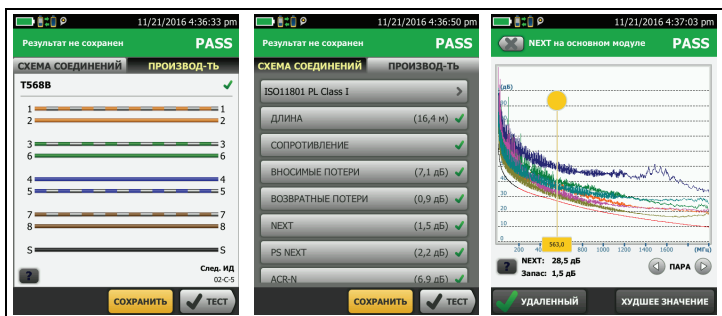 11/21/2016 4:36:33 pm
Результат не сохранен PASS
СХЕМА СОЕДИНЕНИЙ ПРОИЗВОД-ТЬ
T568B
1 1
2 2
3 3
6 6
4 4
5 5
7 7
8 8
S S
?
След. ИД
02-C-5
СОХРАНИТЬ ТЕСТ
11/21/2016 4:36:50 pm
Результат не сохранен PASS
СХЕМА СОЕДИНЕНИЙ ПРОИЗВОД-ТЬ
ISO11801 PL Class I
ДЛИНА (16,4 м)
СОПРОТИВЛЕНИЕ
ВНОСИМЫЕ ПОТЕРИ (7,1 дБ)
ВОЗВРАТНЫЕ ПОТЕРИ (0,9 дБ)
NEXT (1,5 дБ)
PS NEXT (2,2 дБ)
ACR-N (6,9 дБ)
СОХРАНИТЬ ТЕСТ
11/21/2016 4:37:03 pm
NEXT на основном модуле PASS
(дБ)
40
30
20
10
0
200 563,0 800 1000 1200 1400 1600 (МГц)
?
NEXT: 28,5 дБ
Запас: 1,5 дБ
ПАРА
УДАЛЕННЫЙ ХУДШЕЕ ЗНАЧЕНИЕ